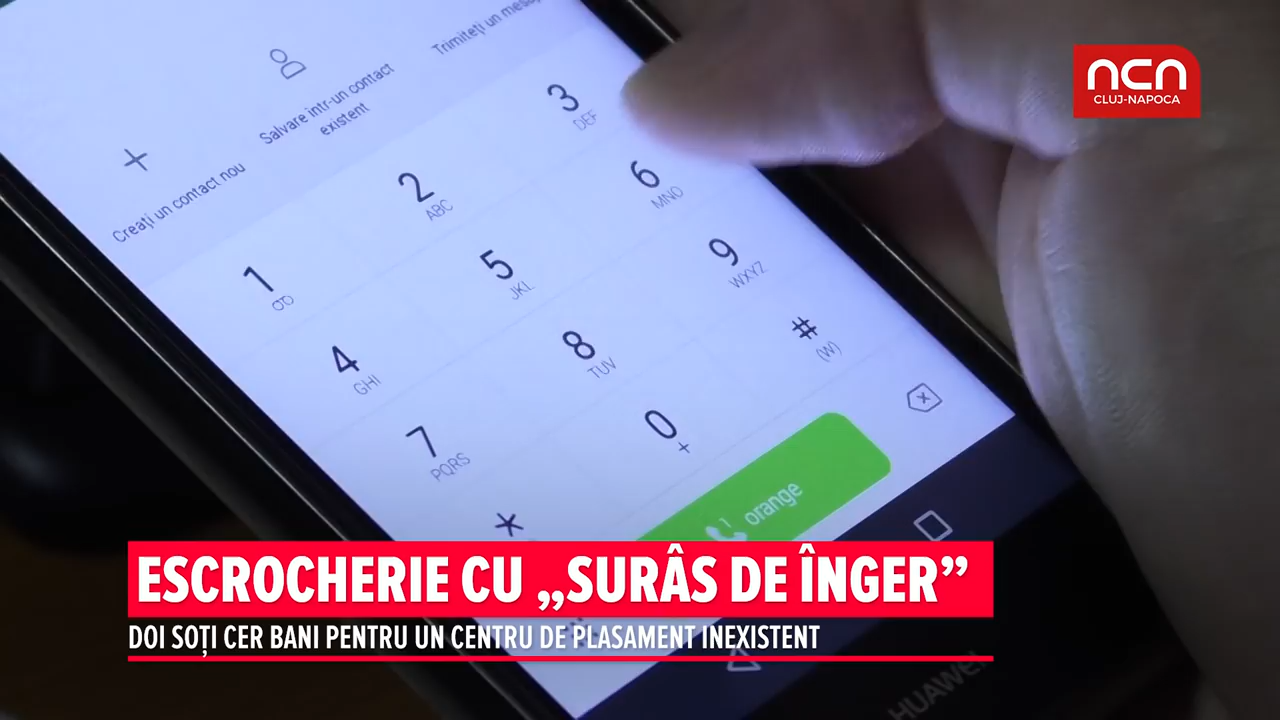 ncn
CLUJ-NAPOCA
Trimiteți un mesaj
Salvare într-un contact
existent
Creați un contact nou
3
DEF
2
ABC
1
6
MNO
5
JKL
4
GHI
9
WXYZ
8
TUV
7
PQRS
#
(W)
0
+
*
1 orange
ESCROCHERIE CU „SURÂS DE ÎNGER”
DOI SOȚI CER BANI PENTRU UN CENTRU DE PLASAMENT INEXISTENT
HUAWEI